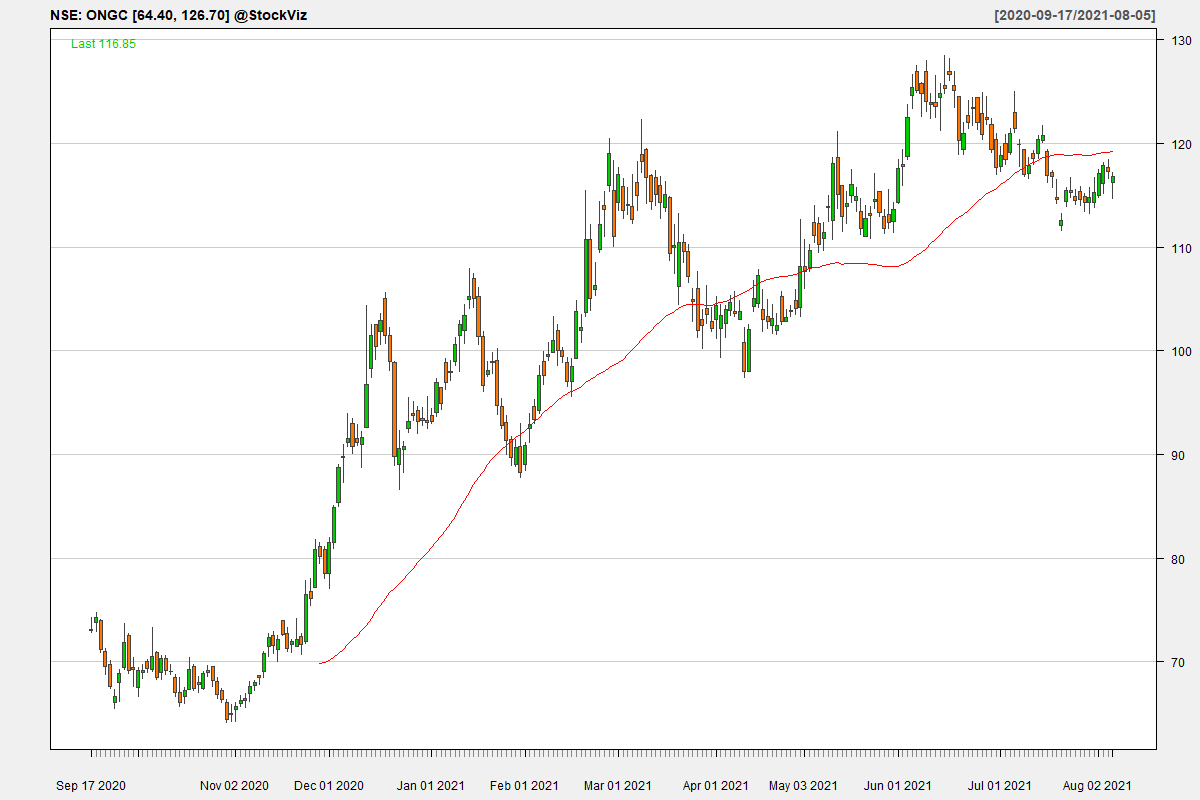 NSE: ONGC [64.40, 126.70] @StockViz [2020-09-17/2021-08-05]
Last 116.85
130
120
110
100
90
80
70
Sep 17 2020 Nov 02 2020 Dec 01 2020 Jan 01 2021 Feb 01 2021 Mar 01 2021 Apr 01 2021 May 03 2021 Jun 01 2021 Jul 01 2021 Aug 02 2021